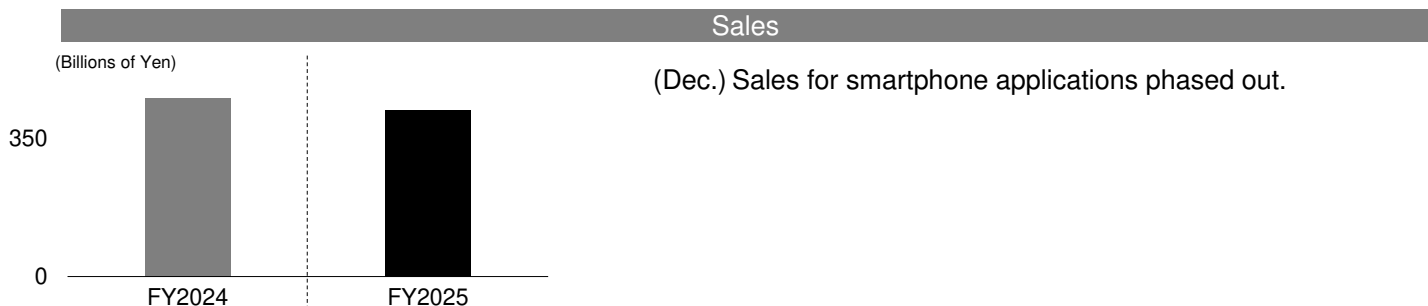 Sales
(Billions of Yen)
(Dec.) Sales for smartphone applications phased out.
350
0
FY2024
FY2025